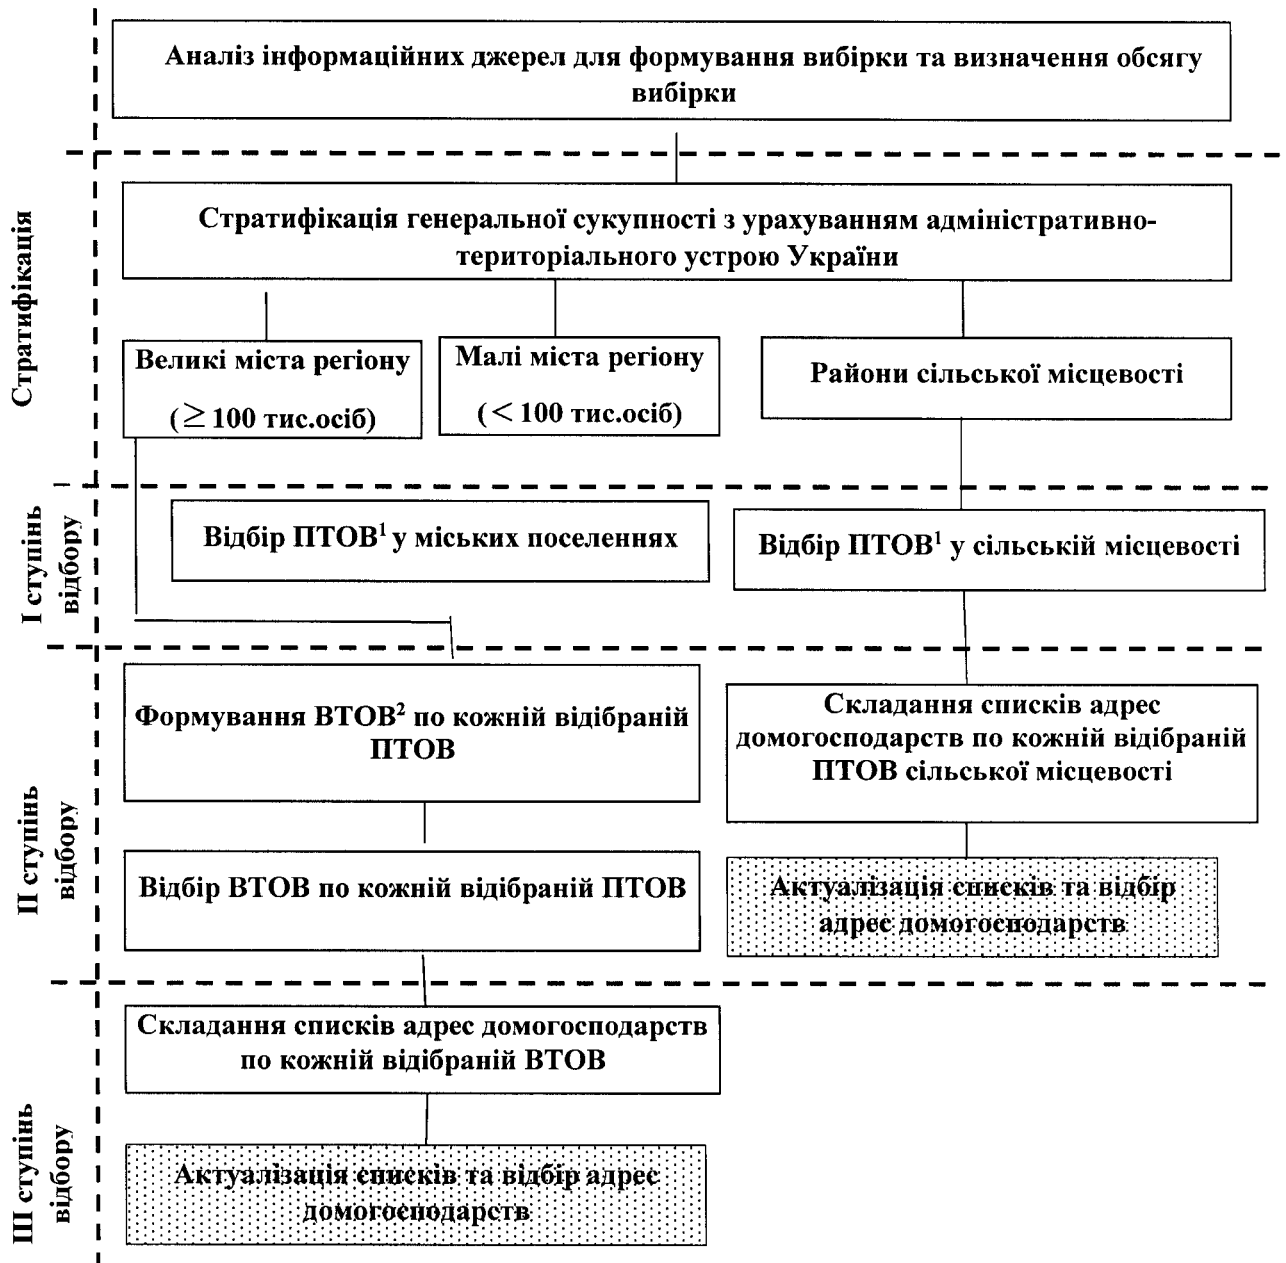 Аналіз інформаційних джерел для формування вибірки та визначення обсягу
вибірки
Стратифікація
Стратифікація генеральної сукупності з урахуванням адміністративно-
територіального устрою України
Великі міста регіону
(≥ 100 тис.осіб)
Малі міста регіону
(< 100 тис.осіб)
Райони сільської місцевості
І ступінь
відбору
Відбір ПТОВ¹ у міських поселеннях
Відбір ПТОВ¹ у сільській місцевості
ІІ ступінь
відбору
Формування ВТОВ² по кожній відібраній
ПТОВ
Складання списків адрес
домогосподарств по кожній відібраній
ПТОВ сільської місцевості
Відбір ВТОВ по кожній відібраній ПТОВ
Актуалізація списків та відбір
адрес домогосподарств
ІІІ ступінь
відбору
Складання списків адрес домогосподарств
по кожній відібраній ВТОВ
Актуалізація списків та відбір адрес
домогосподарств